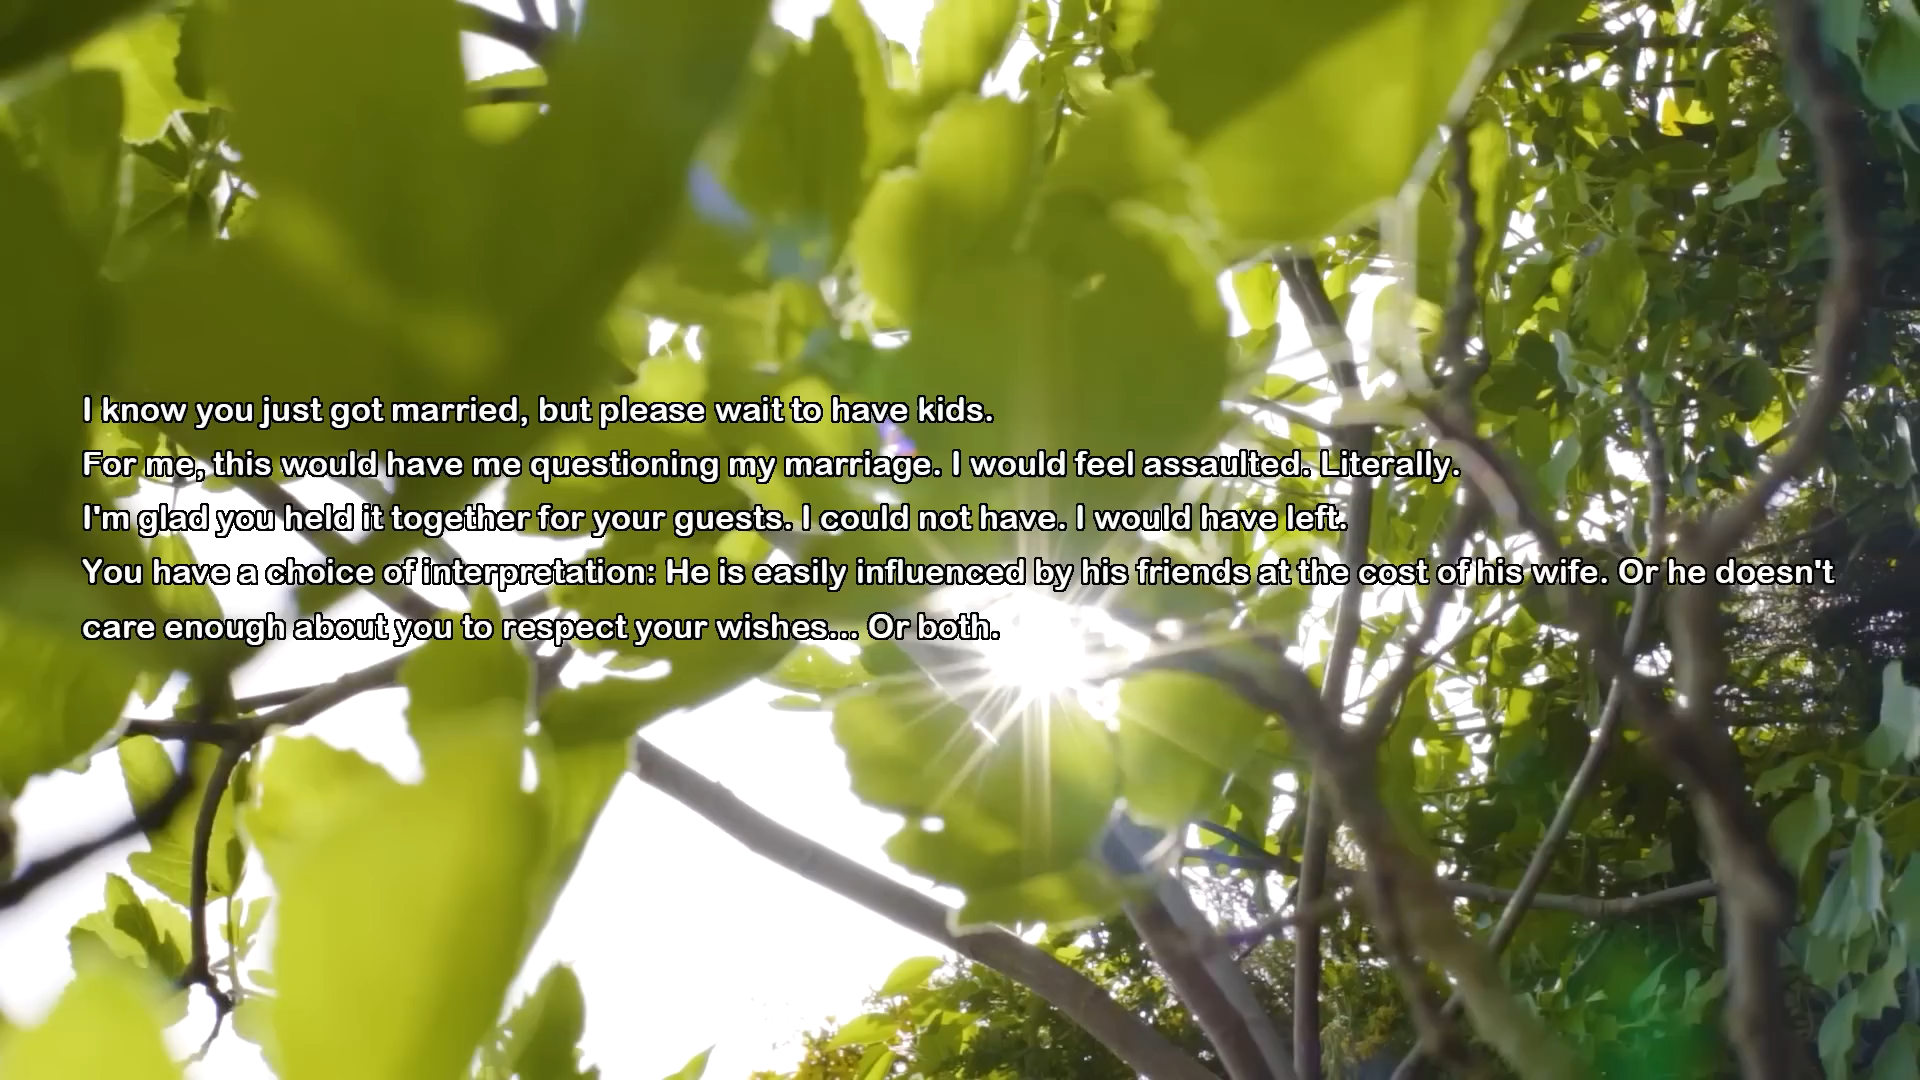 I know you just got married, but please wait to have kids.
For me, this would have me questioning my marriage. I would feel assaulted. Literally.
I'm glad you held it together for your guests. I could not have. I would have left.
You have a choice of interpretation: He is easily influenced by his friends at the cost of his wife. Or he doesn't
care enough about you to respect your wishes... Or both.